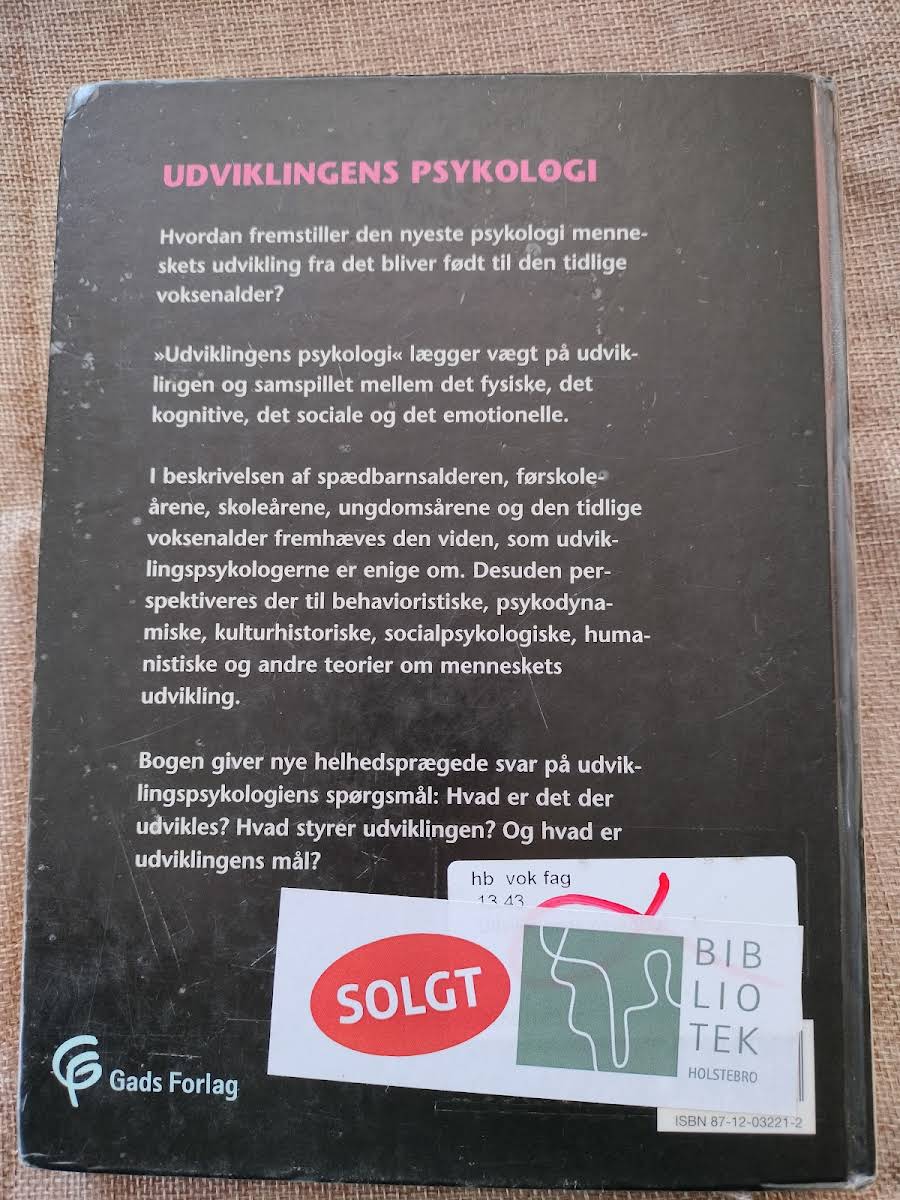 UDVIKLINGENS PSYKOLOGI
Hvordan fremstiller den nyeste psykologi menne-
skets udvikling fra det bliver født til den tidlige
voksenalder?
»Udviklingens psykologi« lægger vægt på udvik-
lingen og samspillet mellem det fysiske, det
kognitive, det sociale og det emotionelle.
I beskrivelsen af spædbarnsalderen, førskole-
årene, skoleårene, ungdomsårene og den tidlige
voksenalder fremhæves den viden, som udvik-
lingspsykologerne er enige om. Desuden per-
spektiveres der til behavioristiske, psykodyna-
miske, kulturhistoriske, socialpsykologiske, huma-
nistiske og andre teorier om menneskets
udvikling.
Bogen giver nye helhedsprægede svar på udvik-
lingspsykologiens spørgsmål: Hvad er det der
udvikles? Hvad styrer udviklingen? Og hvad er
udviklingens mål?
hb vok fag
13.43
SOLGT
BIB
LIO
TEK
HOLSTEBRO
Gads Forlag
ISBN 87-12-03221-2